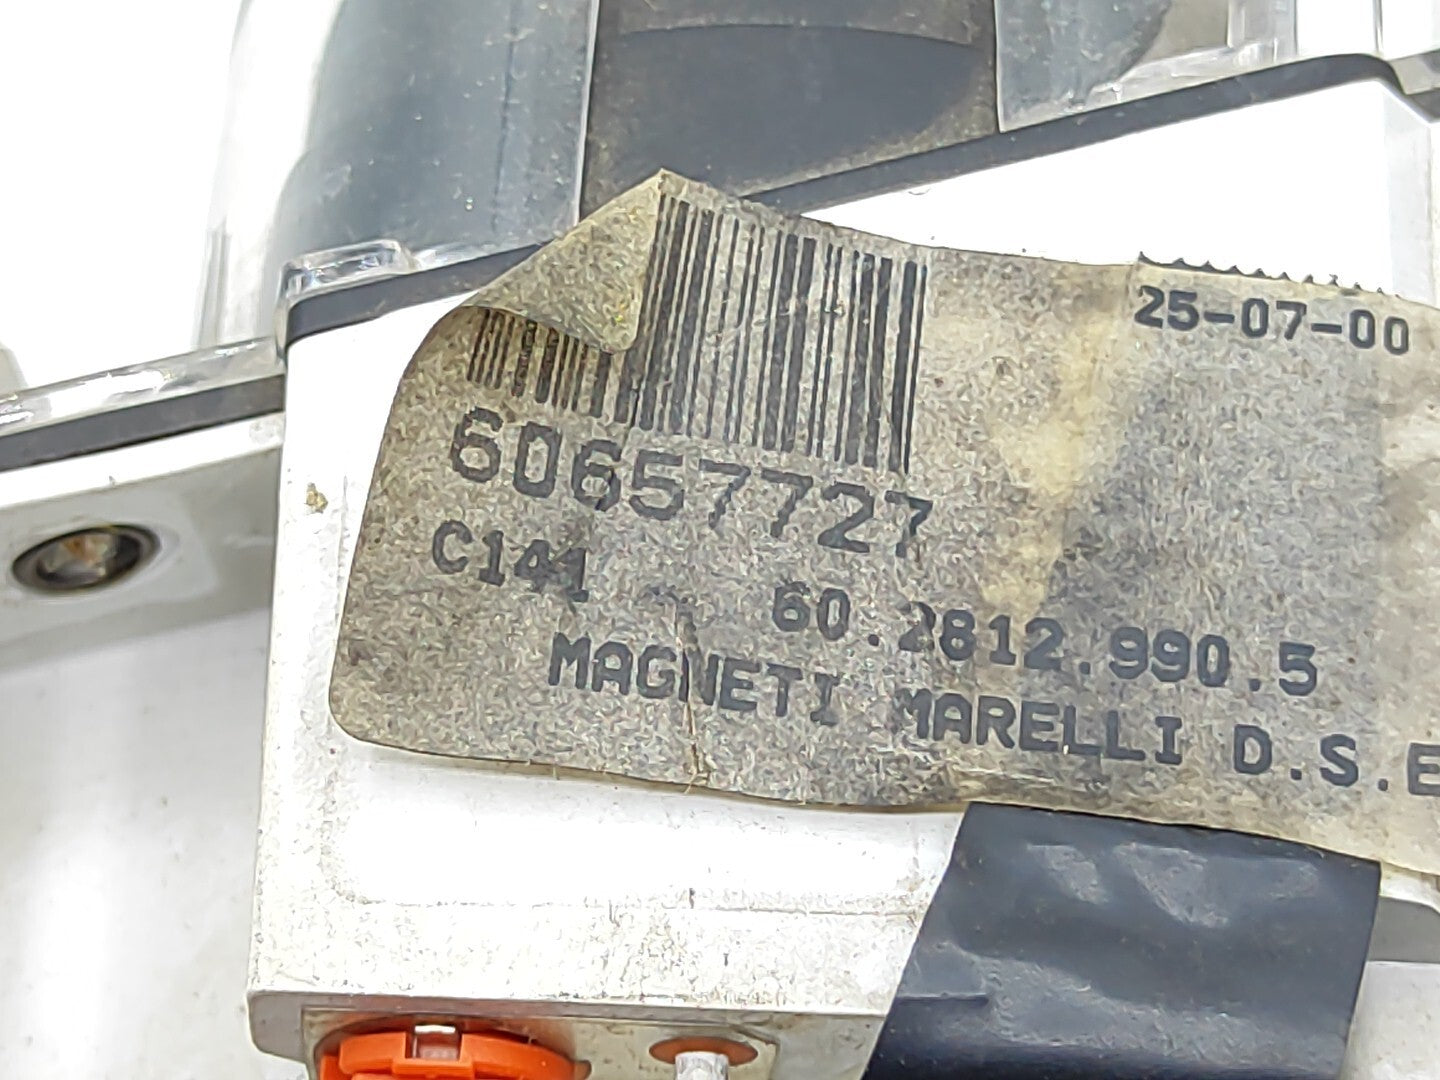 25-07-00
60657727
C141 60.2812.990.5
MAGNETI MARELLI D.S.E